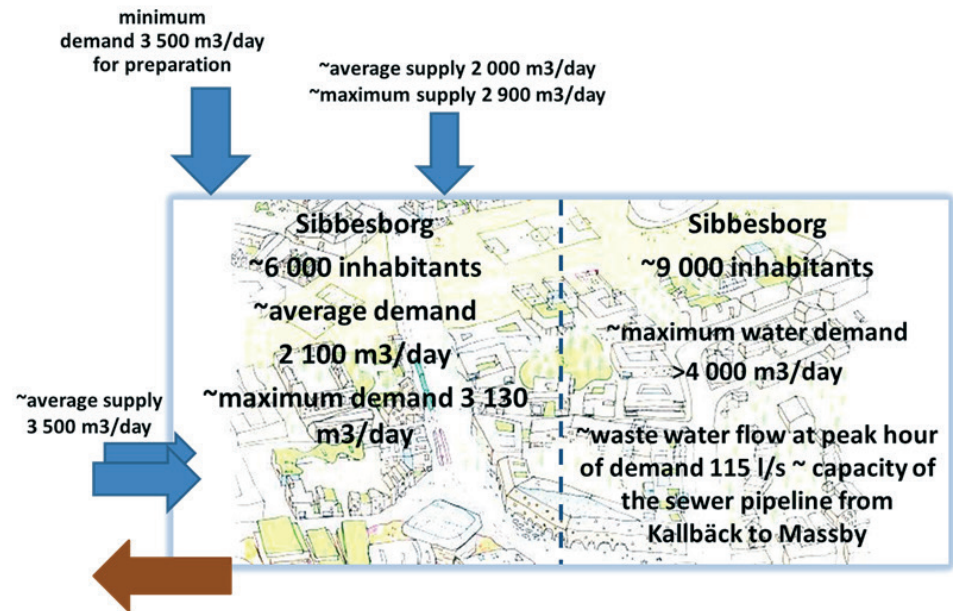 minimum
demand 3 500 m3/day
for preparation
~average supply 2 000 m3/day
~maximum supply 2 900 m3/day
Sibbesborg
~6 000 inhabitants
~average demand
2 100 m3/day
~maximum demand 3 130
m3/day
Sibbesborg
~9 000 inhabitants
~maximum water demand
>4 000 m3/day
~waste water flow at peak hour
of demand 115 l/s ~ capacity of
the sewer pipeline from
Kallbäck to Massby
~average supply
3 500 m3/day